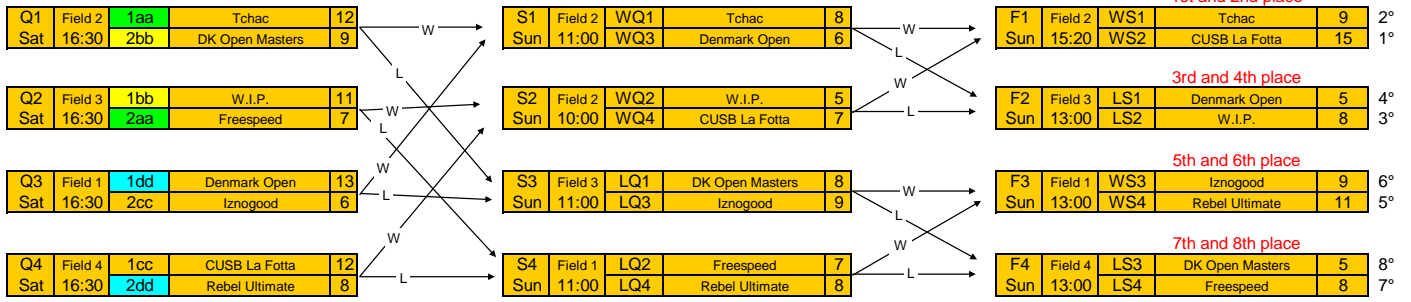 1st and 2nd place
Q1 Field 2 1aa Tchac 12 W S1 Field 2 WQ1 Tchac 8 W F1 Field 2 WS1 Tchac 9 2°
Sat 16:30 2bb DK Open Masters 9 Sun 11:00 WQ3 Denmark Open 6 Sun 15:20 WS2 CUSB La Fotta 15 1°
L L
3rd and 4th place
W
Q2 Field 3 1bb W.I.P. 11 W S2 Field 2 WQ2 W.I.P. 5 F2 Field 3 LS1 Denmark Open 5 4°
Sat 16:30 2aa Freespeed 7 L Sun 10:00 WQ4 CUSB La Fotta 7 L Sun 13:00 LS2 W.I.P. 8 3°
5th and 6th place
W
Q3 Field 1 1dd Denmark Open 13 S3 Field 3 LQ1 DK Open Masters 8 W F3 Field 1 WS3 Iznogood 9 6°
Sat 16:30 2cc Iznogood 6 L Sun 11:00 LQ3 Iznogood 9 Sun 13:00 WS4 Rebel Ultimate 11 5°
L
W W 7th and 8th place
Q4 Field 4 1cc CUSB La Fotta 12 S4 Field 1 LQ2 Freespeed 7 F4 Field 4 LS3 DK Open Masters 5 8°
Sat 16:30 2dd Rebel Ultimate 8 L Sun 11:00 LQ4 Rebel Ultimate 8 L Sun 13:00 LS4 Freespeed 8 7°